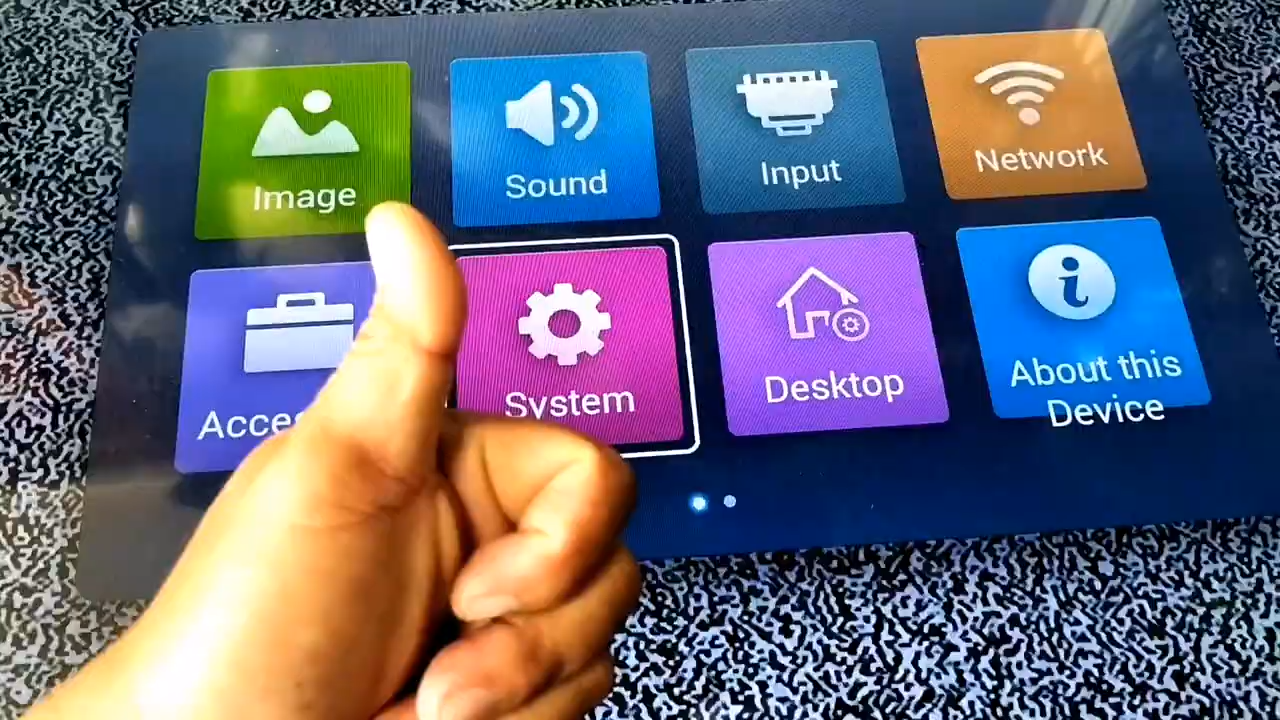 Image
Sound
Input
Network
System
Desktop
About this
Device